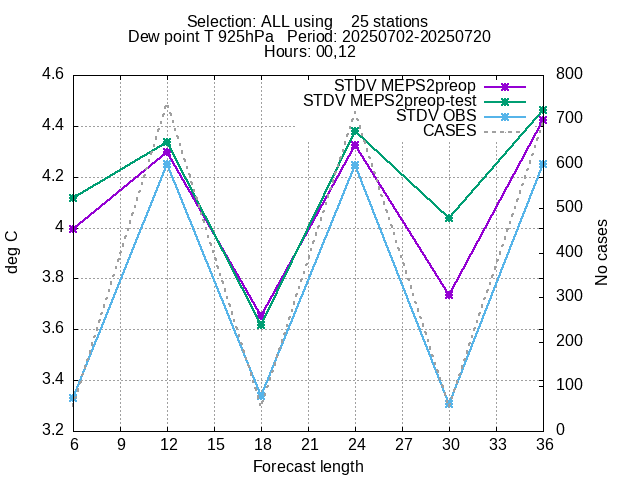 Selection: ALL using    25 stations
Dew point T 925hPa   Period: 20250702-20250720
Hours: 00,12
STDV MEPS2preop
STDV MEPS2preop-test
STDV OBS
CASES
4.6
4.4
4.2
4
3.8
3.6
3.4
3.2
deg C
800
700
600
500
400
300
200
100
0
No cases
6 9 12 15 18 21 24 27 30 33 36
Forecast length